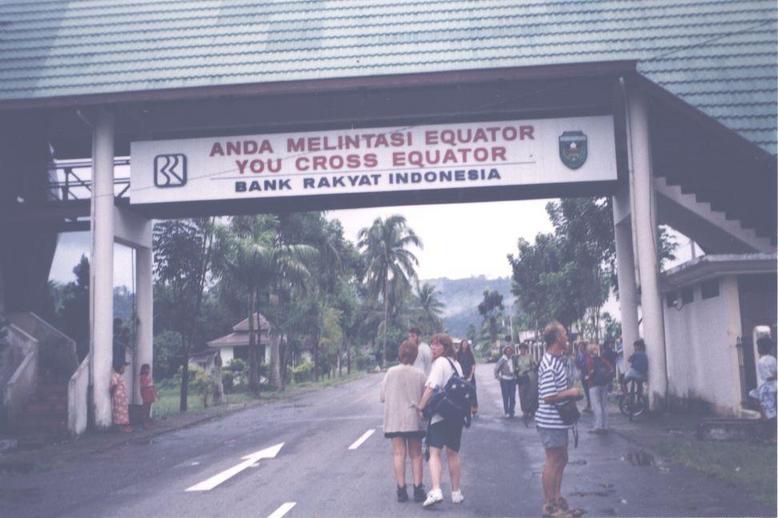 ANDA MELINTASI EQUATOR
YOU CROSS EQUATOR
BANK RAKYAT INDONESIA